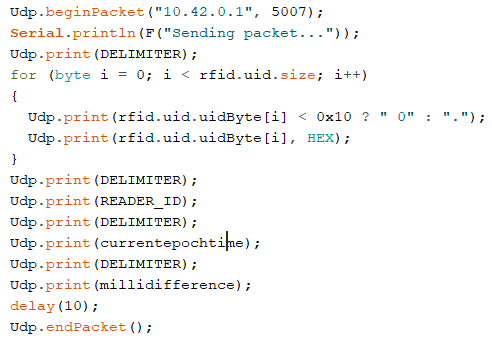 Udp.beginPacket("10.42.0.1", 5007);
Serial.println(F("Sending packet..."));
Udp.print(DELIMITER);
for (byte i = 0; i < rfid.uid.size; i++)
{
  Udp.print(rfid.uid.uidByte[i] < 0x10 ? " 0" : ".");
  Udp.print(rfid.uid.uidByte[i], HEX);
}
Udp.print(DELIMITER);
Udp.print(READER_ID);
Udp.print(DELIMITER);
Udp.print(currentepochtime);
Udp.print(DELIMITER);
Udp.print(millidifference);
delay(10);
Udp.endPacket();